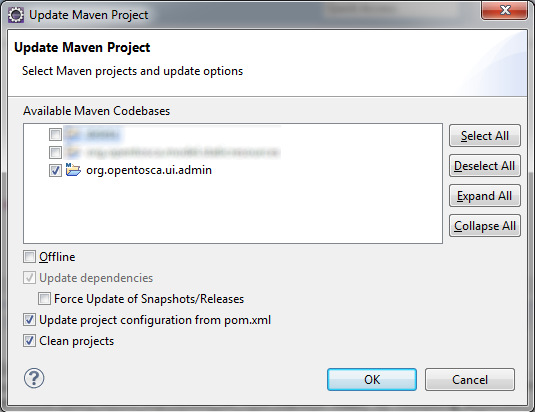 Update Maven Project
Update Maven Project
Select Maven projects and update options
Available Maven Codebases
org.opentosca.ui.admin
Select All
Deselect All
Expand All
Collapse All
Offline
Update dependencies
Force Update of Snapshots/Releases
Update project configuration from pom.xml
Clean projects
OK
Cancel